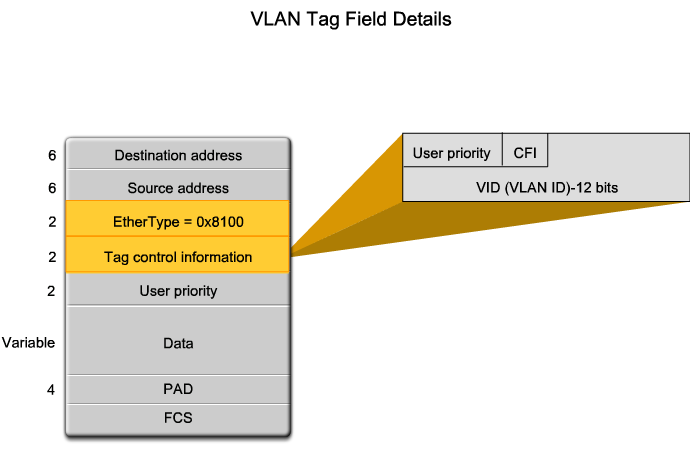 VLAN Tag Field Details
User priority CFI
VID (VLAN ID)-12 bits
6 Destination address
6 Source address
2 EtherType = 0x8100
2 Tag control information
2 User priority
Variable Data
4 PAD
FCS